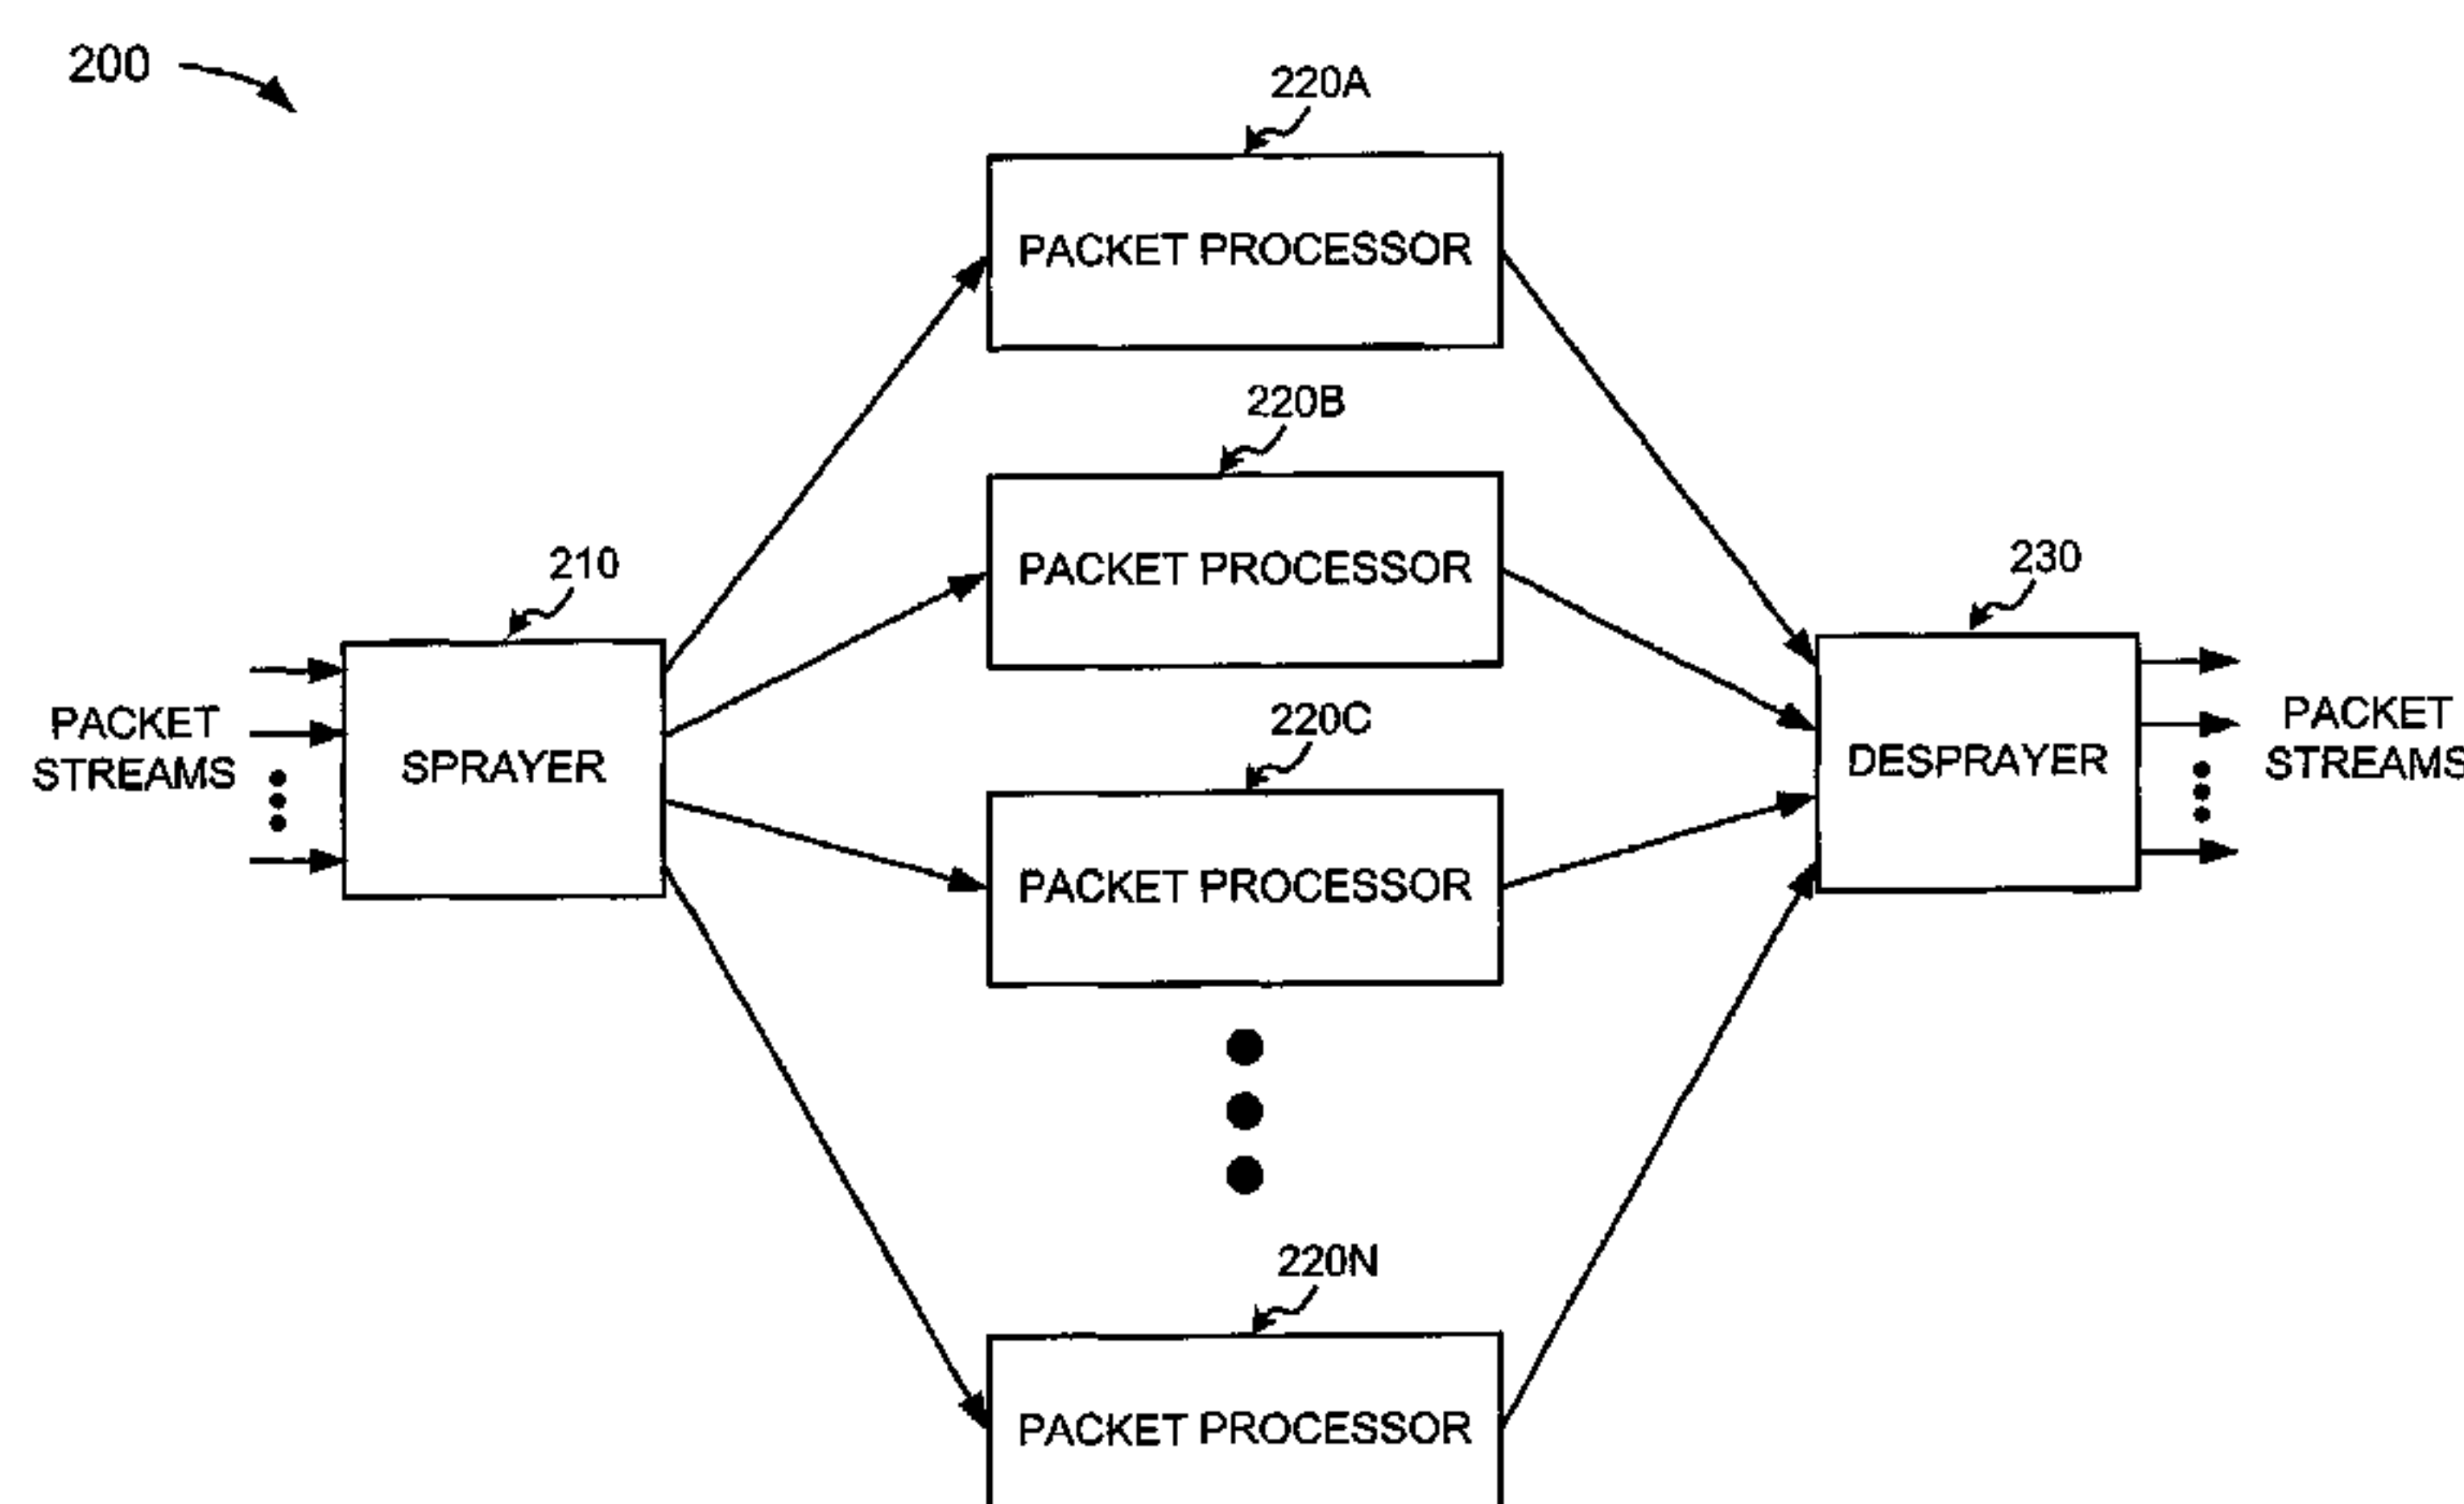 200
220A
PACKET PROCESSOR
220B
PACKET PROCESSOR
210
230
PACKET
STREAMS
SPRAYER
220C
PACKET PROCESSOR
DESPRAYER
PACKET
STREAMS
220N
PACKET PROCESSOR